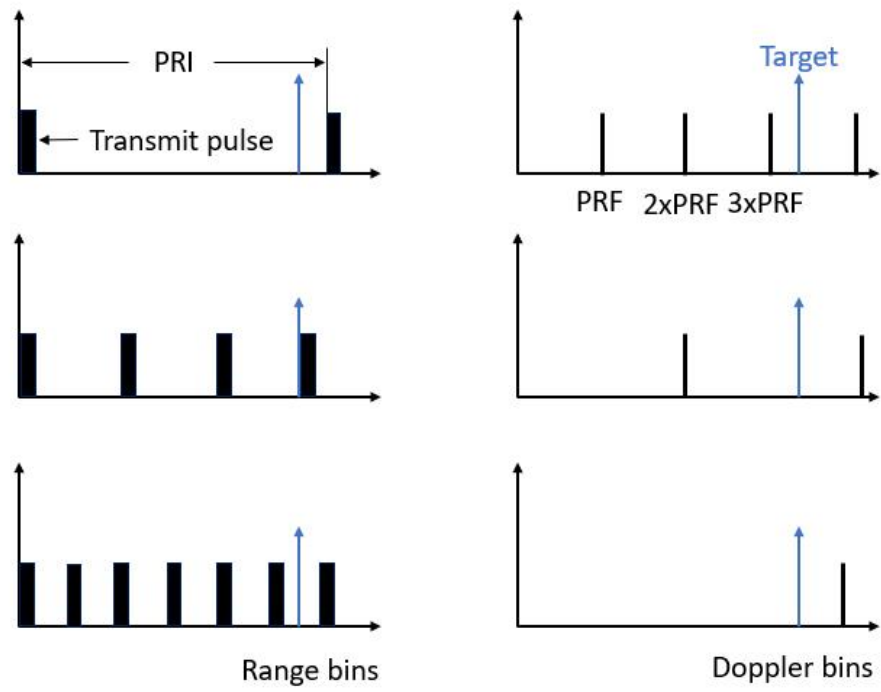 PRI
Target
Transmit pulse
PRF 2xPRF 3xPRF
Range bins
Doppler bins